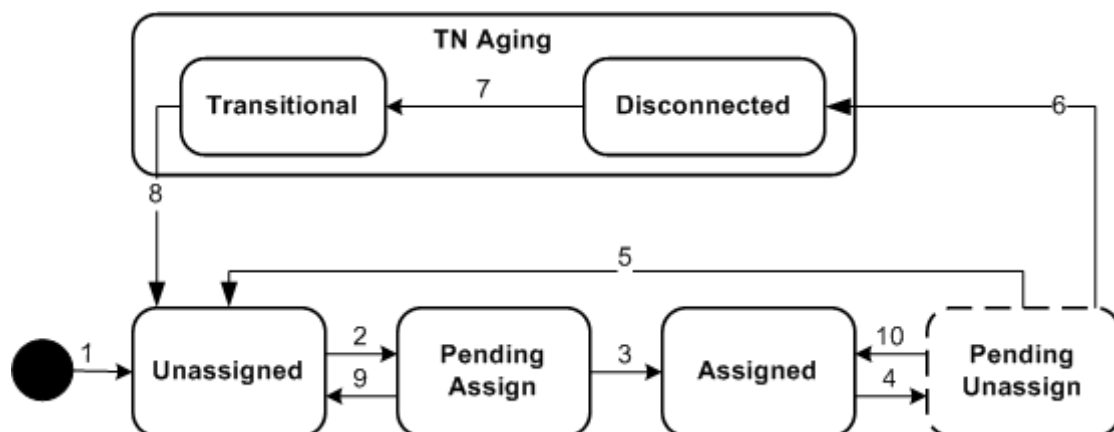 TN Aging
Transitional
7
Disconnected
6
8
5
1
Unassigned
2
9
Pending
Assign
3
Assigned
10
4
Pending
Unassign